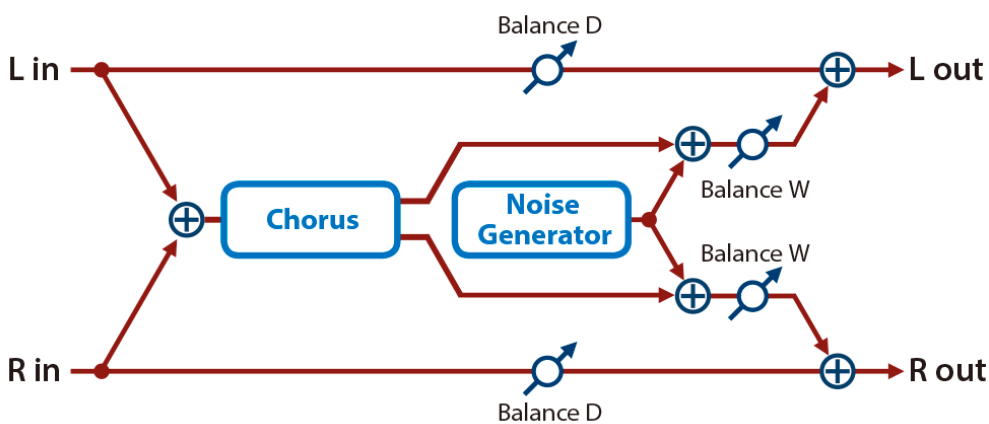 Balance D
L in
L out
Balance W
Chorus
Noise
Generator
Balance W
R in
R out
Balance D